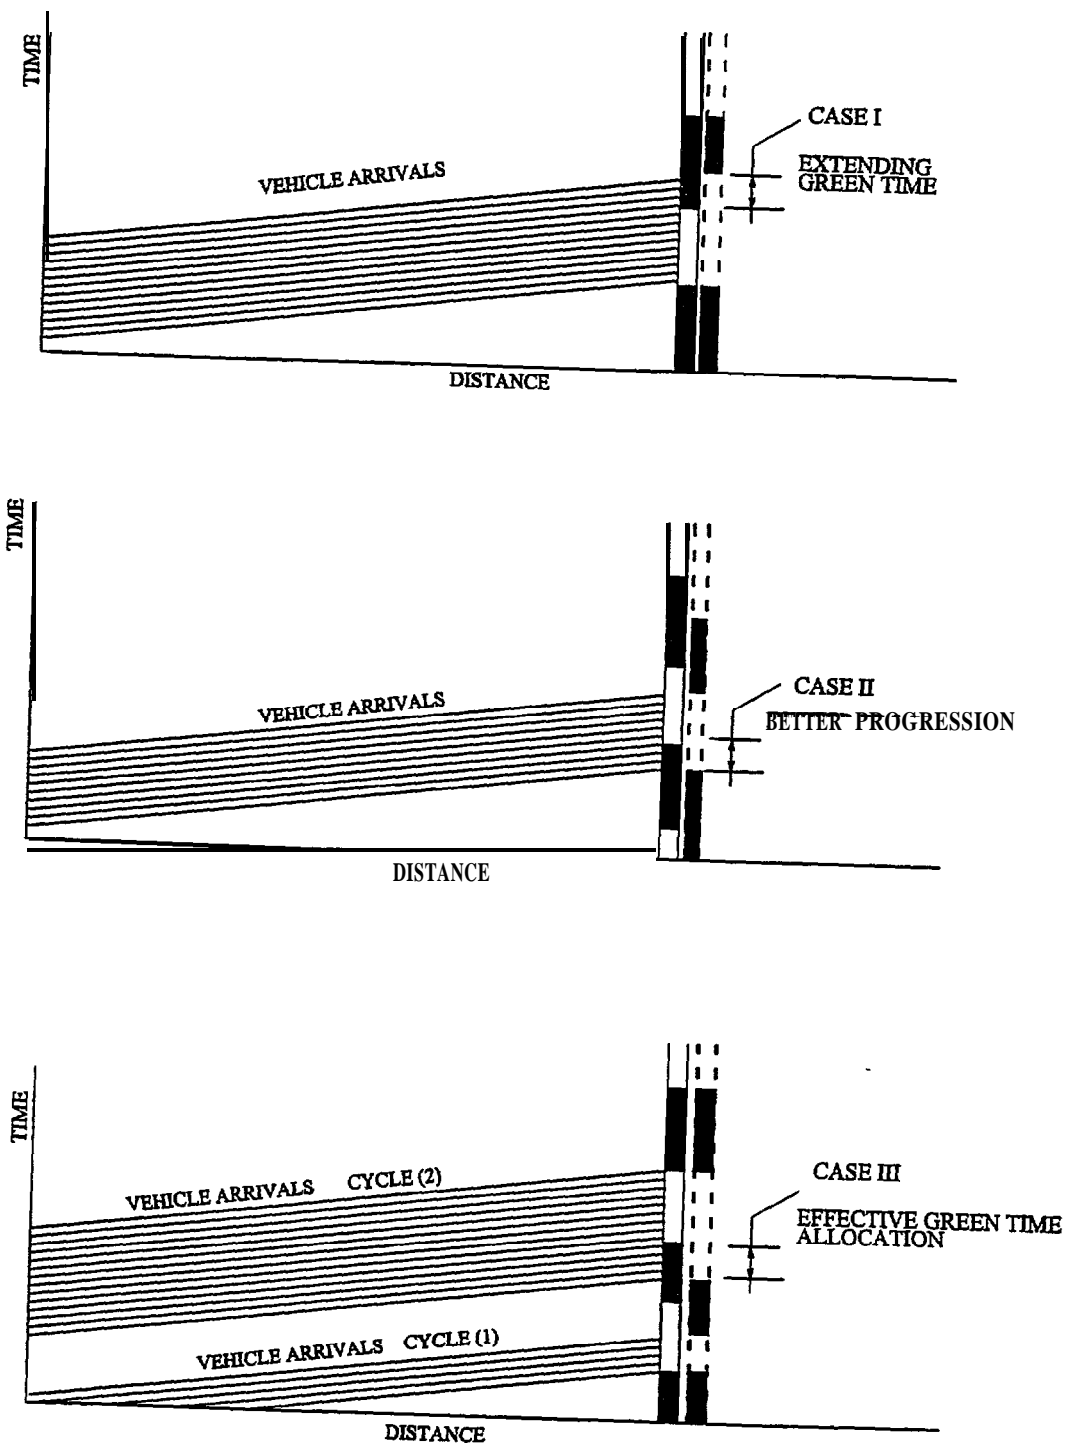 TIME
CASE I
EXTENDING
GREEN TIME
VEHICLE ARRIVALS
DISTANCE
TIME
CASE II
BETTER PROGRESSION
VEHICLE ARRIVALS
DISTANCE
TIME
CASE III
EFFECTIVE GREEN TIME
ALLOCATION
VEHICLE ARRIVALS CYCLE (2)
VEHICLE ARRIVALS CYCLE (1)
DISTANCE